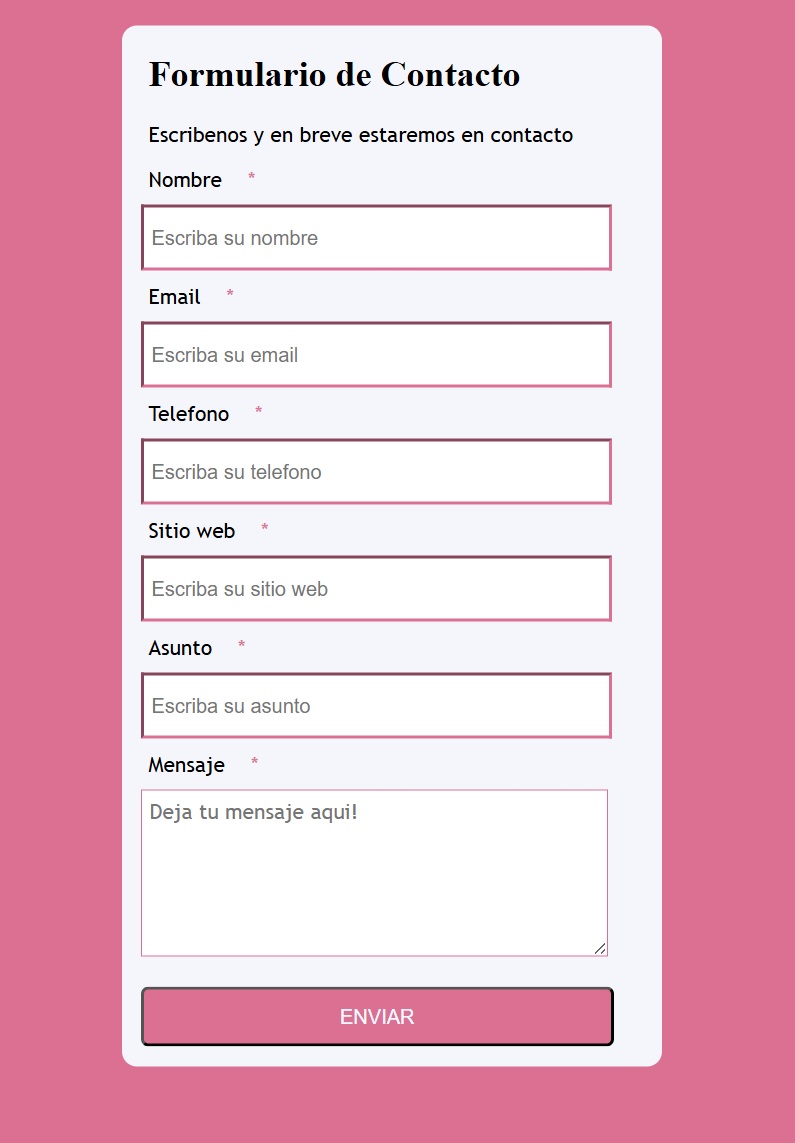 Formulario de Contacto
Escribenos y en breve estaremos en contacto
Nombre *
Escriba su nombre
Email *
Escriba su email
Telefono *
Escriba su telefono
Sitio web *
Escriba su sitio web
Asunto *
Escriba su asunto
Mensaje *
Deja tu mensaje aqui!
ENVIAR